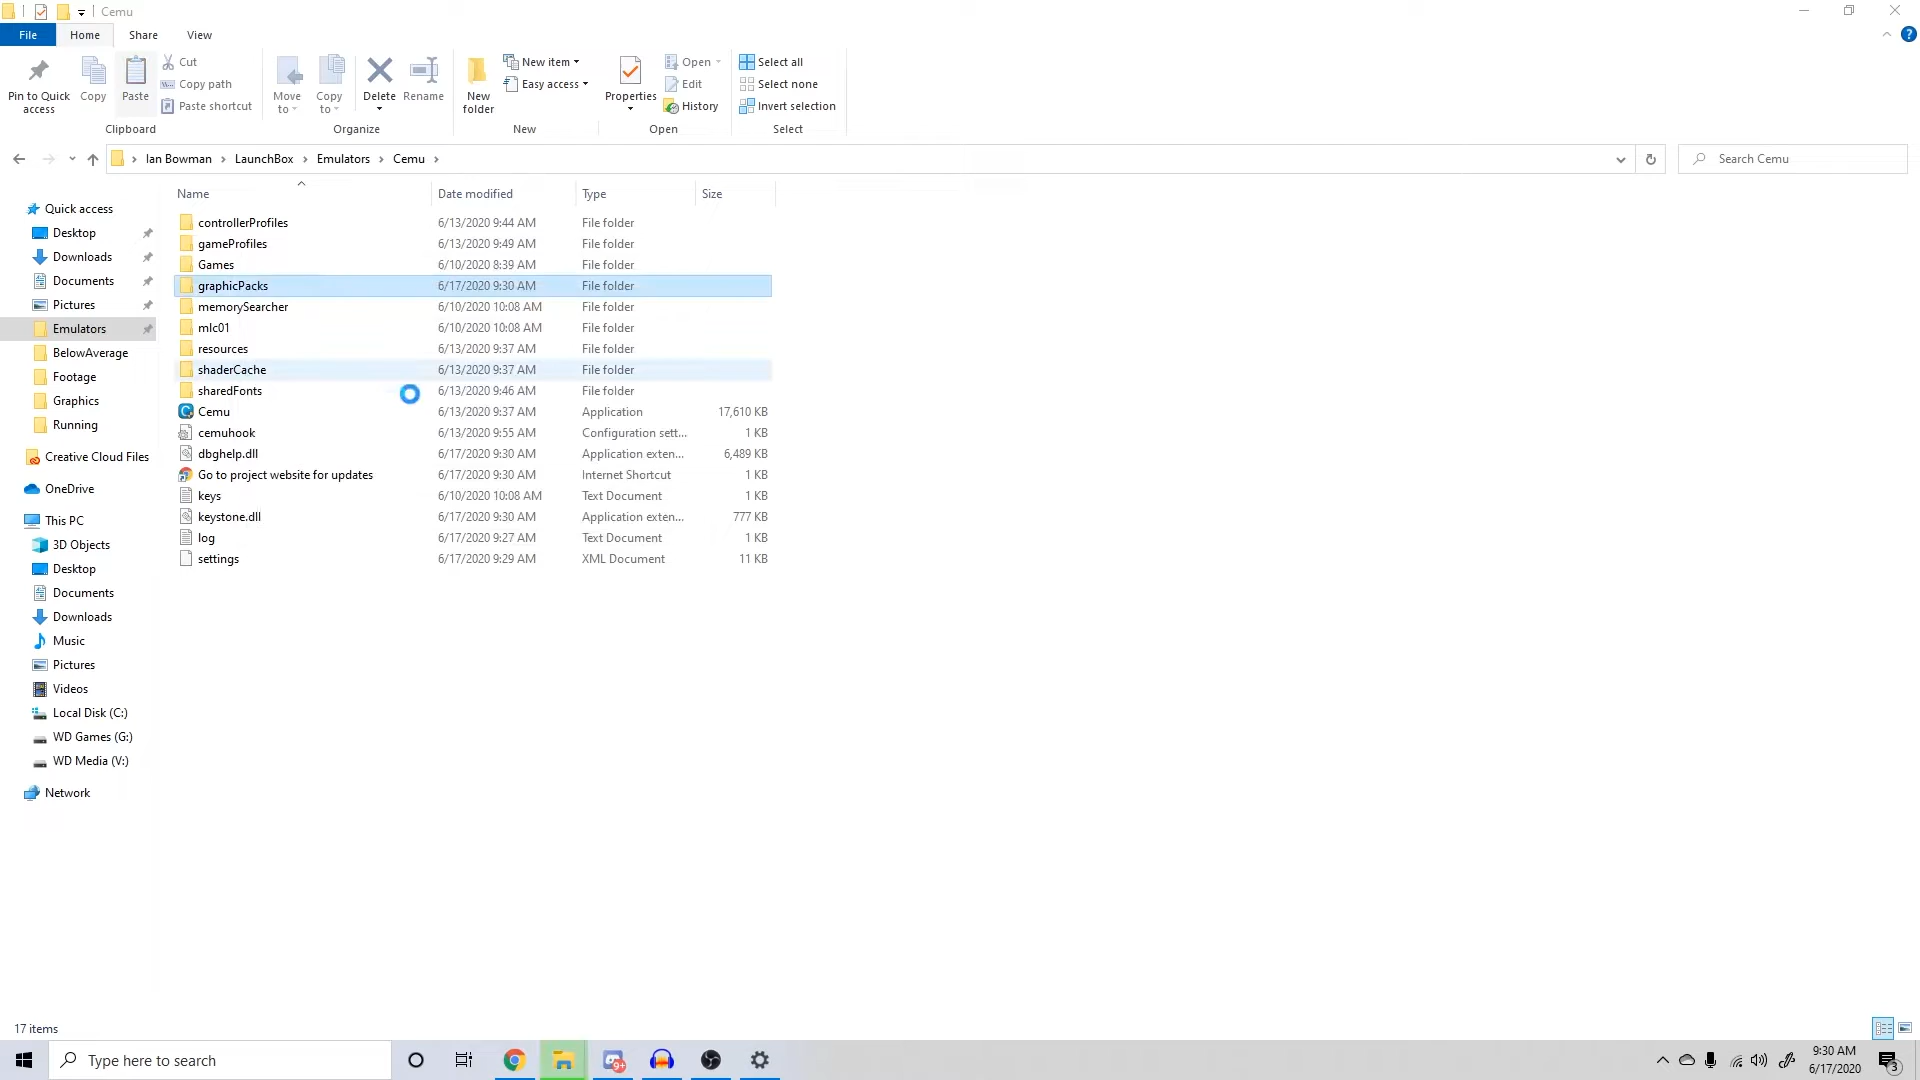 Cemu
File
Home
Share
View
Pin to Quick access
Copy
Paste
Cut
Copy path
Paste shortcut
Clipboard
Move to
Copy to
Delete
Rename
Organize
New folder
New item
Easy access
New
Properties
Open
Edit
History
Open
Select all
Select none
Invert selection
Select
Ian Bowman > LaunchBox > Emulators > Cemu >
Search Cemu
Name Date modified Type Size
controllerProfiles 6/13/2020 9:44 AM File folder
gameProfiles 6/13/2020 9:49 AM File folder
Games 6/10/2020 8:39 AM File folder
graphicPacks 6/17/2020 9:30 AM File folder
memorySearcher 6/10/2020 10:08 AM File folder
mlc01 6/10/2020 10:08 AM File folder
resources 6/13/2020 9:37 AM File folder
shaderCache 6/13/2020 9:37 AM File folder
sharedFonts 6/13/2020 9:46 AM File folder
Cemu 6/13/2020 9:37 AM Application 17,610 KB
cemuhook 6/13/2020 9:55 AM Configuration sett... 1 KB
dbghelp.dll 6/17/2020 9:30 AM Application exten... 6,489 KB
Go to project website for updates 6/17/2020 9:30 AM Internet Shortcut 1 KB
keys 6/10/2020 10:08 AM Text Document 1 KB
keystone.dll 6/17/2020 9:30 AM Application exten... 777 KB
log 6/17/2020 9:27 AM Text Document 1 KB
settings 6/17/2020 9:29 AM XML Document 11 KB
Quick access
Desktop
Downloads
Documents
Pictures
Emulators
BelowAverage
Footage
Graphics
Running
Creative Cloud Files
OneDrive
This PC
3D Objects
Desktop
Documents
Downloads
Music
Pictures
Videos
Local Disk (C:)
WD Games (G:)
WD Media (V:)
Network
17 items
Type here to search
9+
9:30 AM
6/17/2020
3